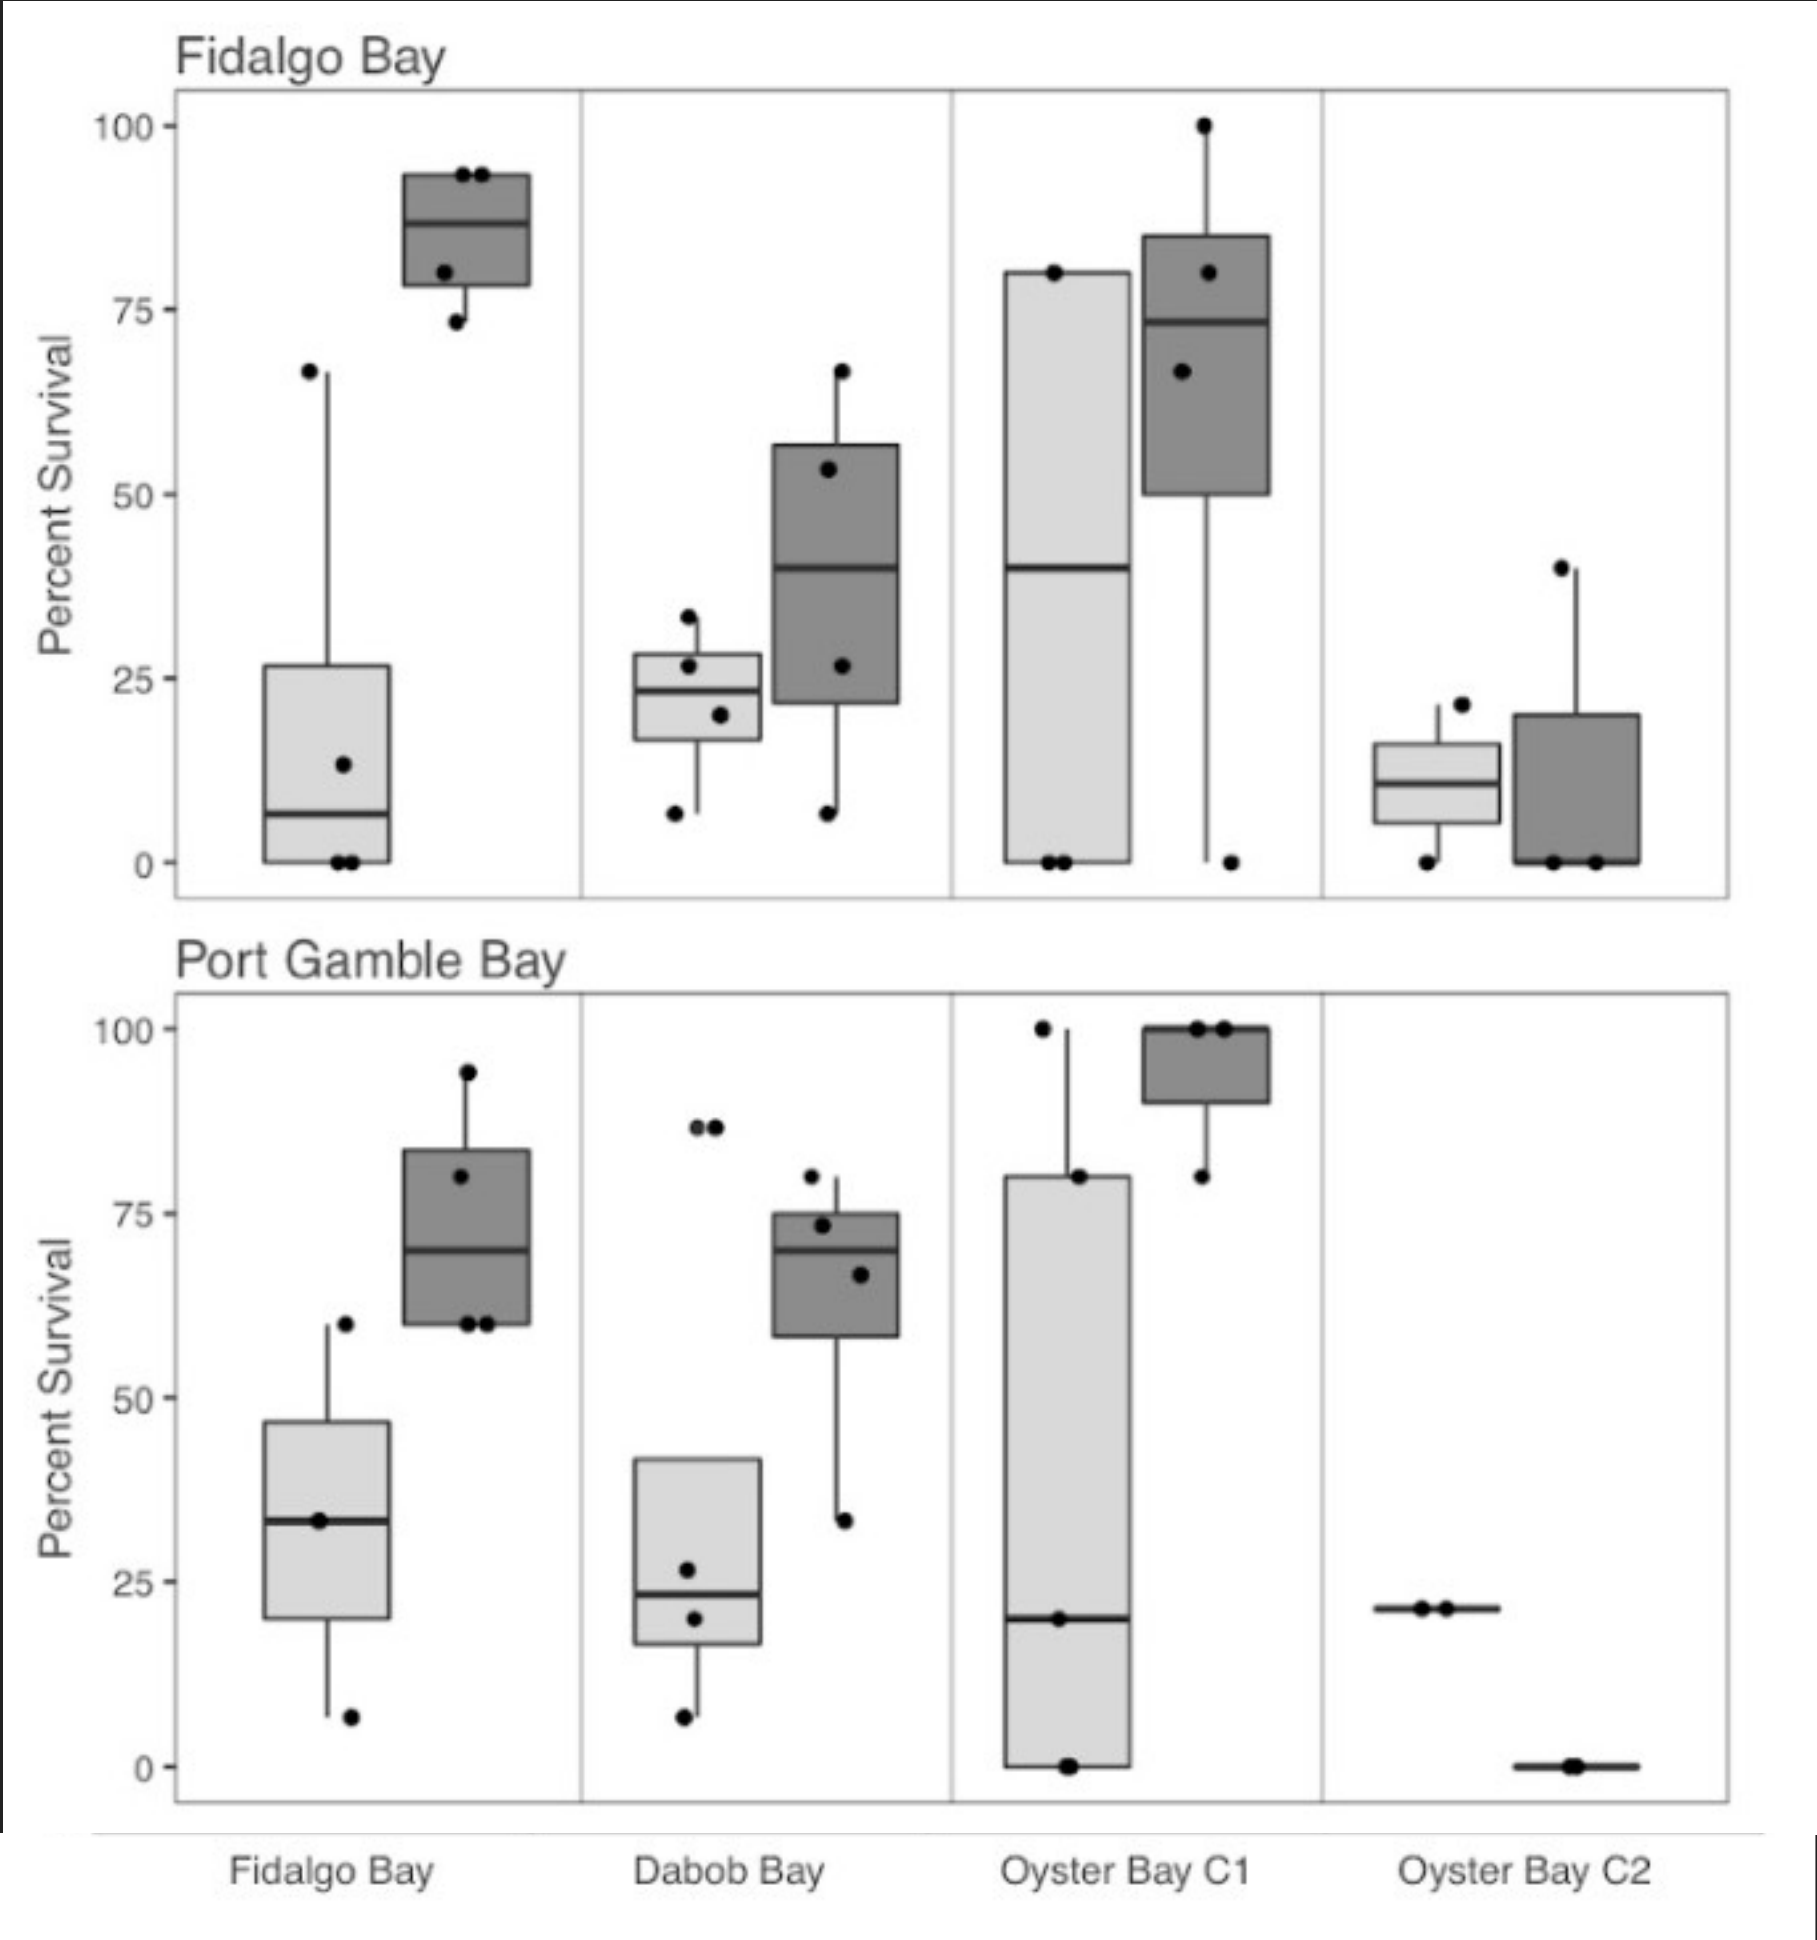 Fidalgo Bay
100
75
50
25
0
Percent Survival
Port Gamble Bay
100
75
50
25
0
Percent Survival
Fidalgo Bay
Dabob Bay
Oyster Bay C1
Oyster Bay C2